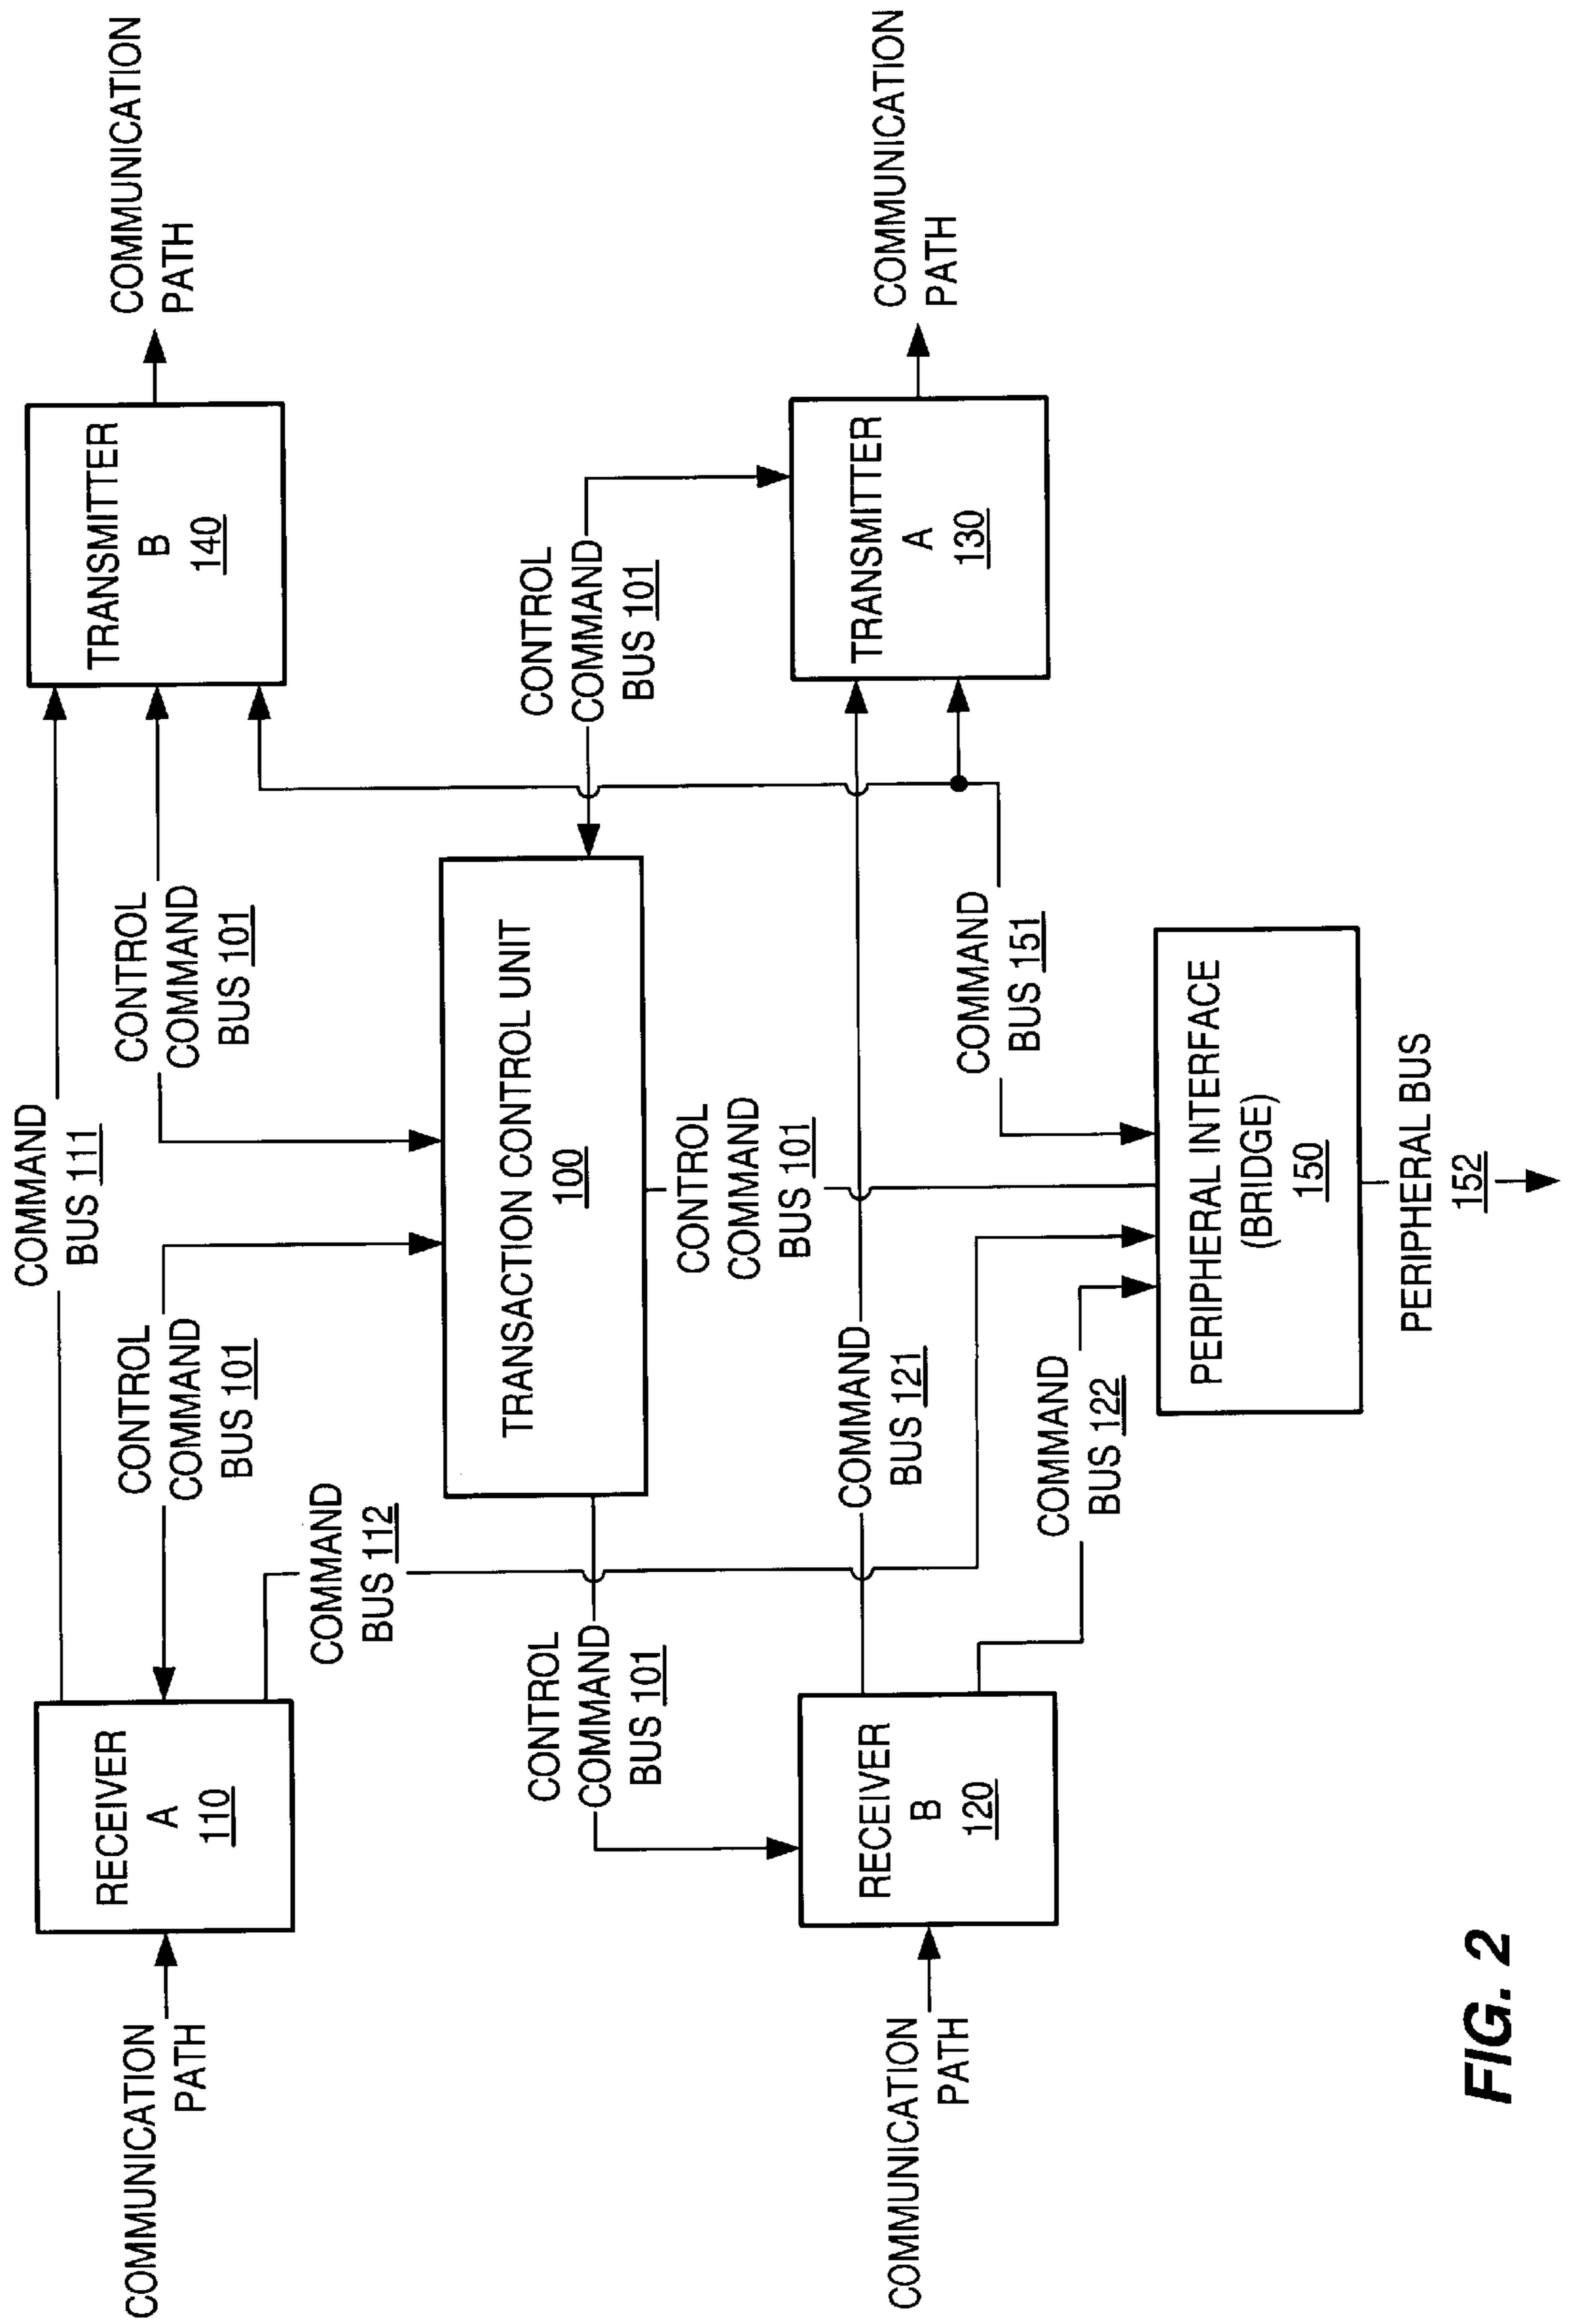 COMMAND
BUS 111
COMMUNICATION
PATH
RECEIVER
A
110
CONTROL
COMMAND
BUS 101
CONTROL
COMMAND
BUS 101
TRANSMITTER
B
140
COMMUNICATION
PATH
COMMAND
BUS 112
TRANSACTION CONTROL UNIT
100
CONTROL
COMMAND
BUS 101
CONTROL
COMMAND
BUS 101
CONTROL
COMMAND
BUS 101
COMMUNICATION
PATH
RECEIVER
B
120
COMMAND
BUS 121
TRANSMITTER
A
130
COMMUNICATION
PATH
COMMAND
BUS 122
COMMAND
BUS 151
PERIPHERAL INTERFACE
(BRIDGE)
150
PERIPHERAL BUS
152
FIG. 2